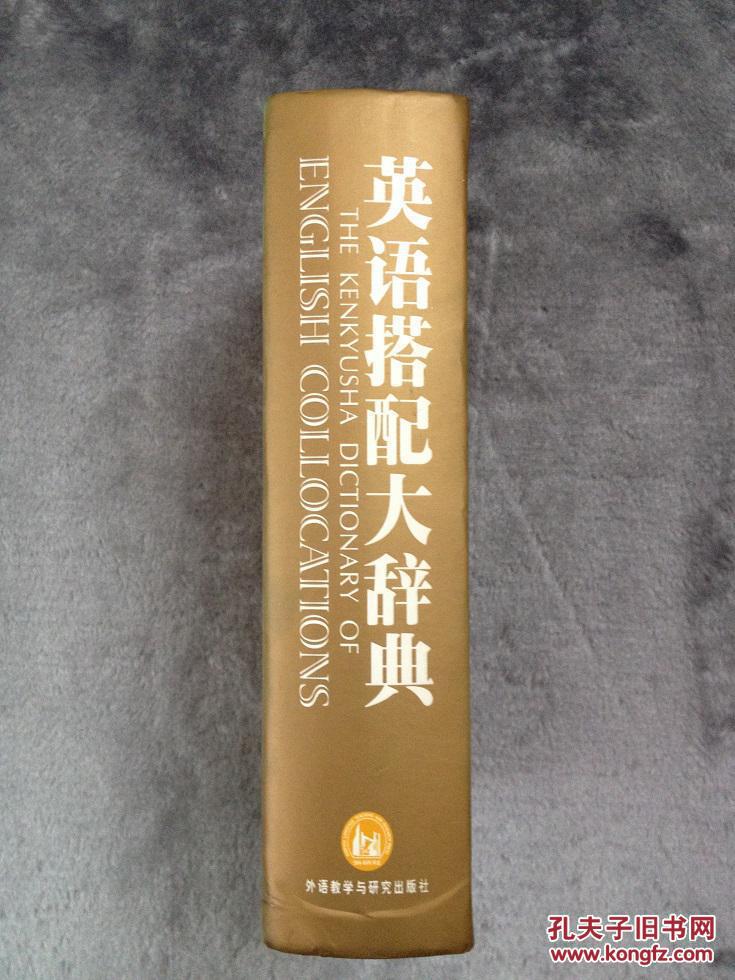 英语搭配大辞典
THE KENKYUSHA DICTIONARY OF
ENGLISH COLLOCATIONS
外语教学与研究出版社
孔夫子旧书网
www.kongfz.com